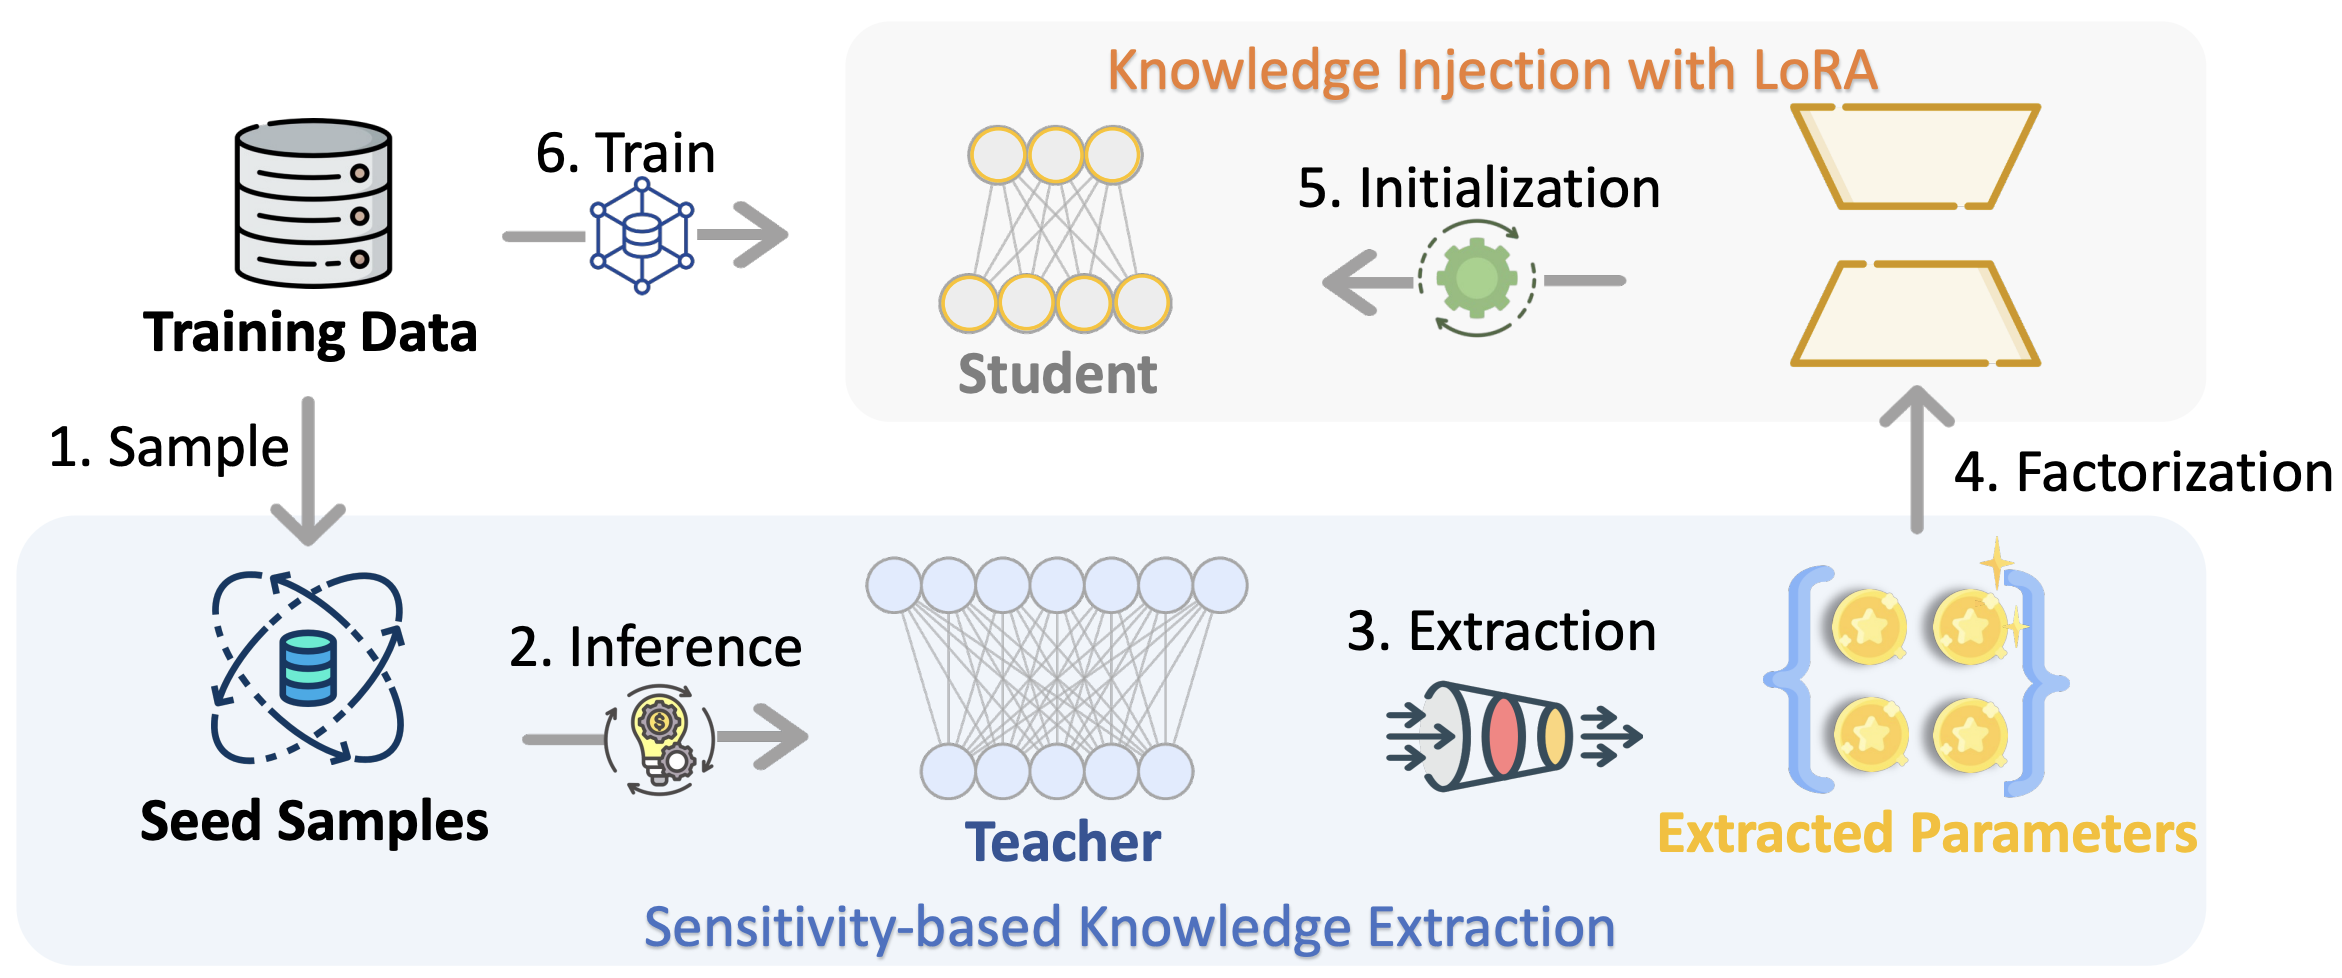 Knowledge Injection with LoRA
6. Train
5. Initialization
Training Data
Student
1. Sample
4. Factorization
2. Inference
3. Extraction
Seed Samples
Teacher
Extracted Parameters
Sensitivity-based Knowledge Extraction